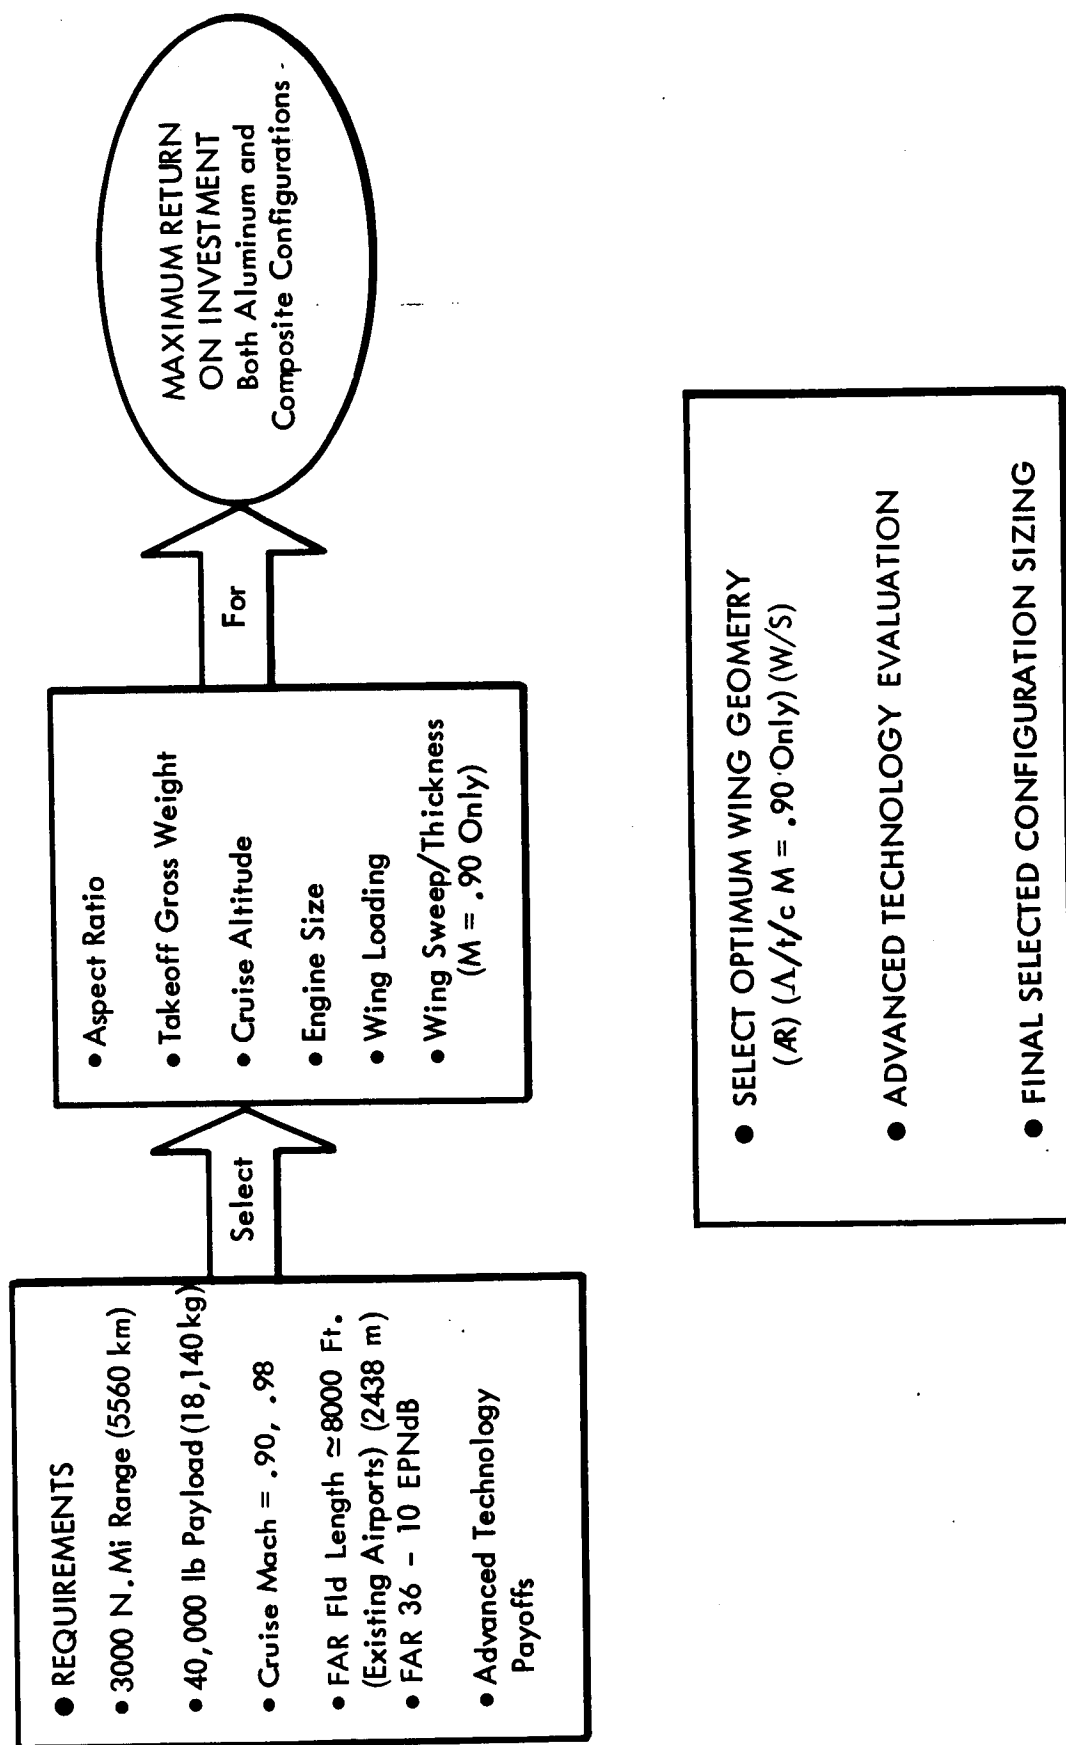 ● REQUIREMENTS
• 3000 N. Mi Range (5560 km)
• 40,000 lb Payload (18,140 kg)
• Cruise Mach = .90, .98
• FAR Fld Length ≃ 8000 Ft.
(Existing Airports) (2438 m)
• FAR 36 - 10 EPNdB
• Advanced Technology
Payoffs
Select
• Aspect Ratio
• Takeoff Gross Weight
• Cruise Altitude
• Engine Size
• Wing Loading
• Wing Sweep/Thickness
(M = .90 Only)
For
MAXIMUM RETURN
ON INVESTMENT
Both Aluminum and
Composite Configurations -
● SELECT OPTIMUM WING GEOMETRY
(AR) (Λ/t/c M = .90 Only) (W/S)
● ADVANCED TECHNOLOGY EVALUATION
● FINAL SELECTED CONFIGURATION SIZING